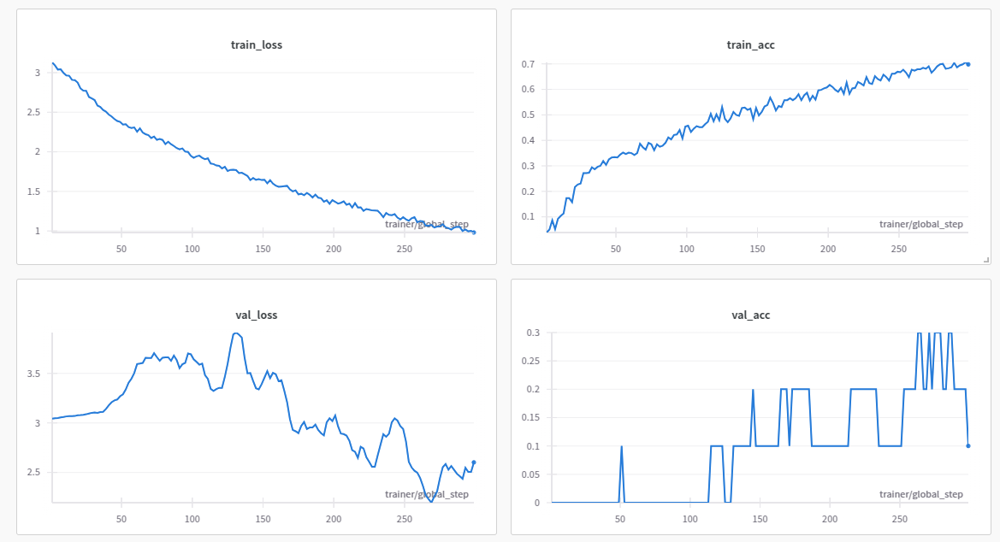 train_loss
3
2.5
2
1.5
1
trainer/global_step
50 100 150 200 250
train_acc
0.7
0.6
0.5
0.4
0.3
0.2
0.1
trainer/global_step
50 100 150 200 250
val_loss
3.5
3
2.5
trainer/global_step
50 100 150 200 250
val_acc
0.3
0.25
0.2
0.15
0.1
0.05
0
trainer/global_step
50 100 150 200 250